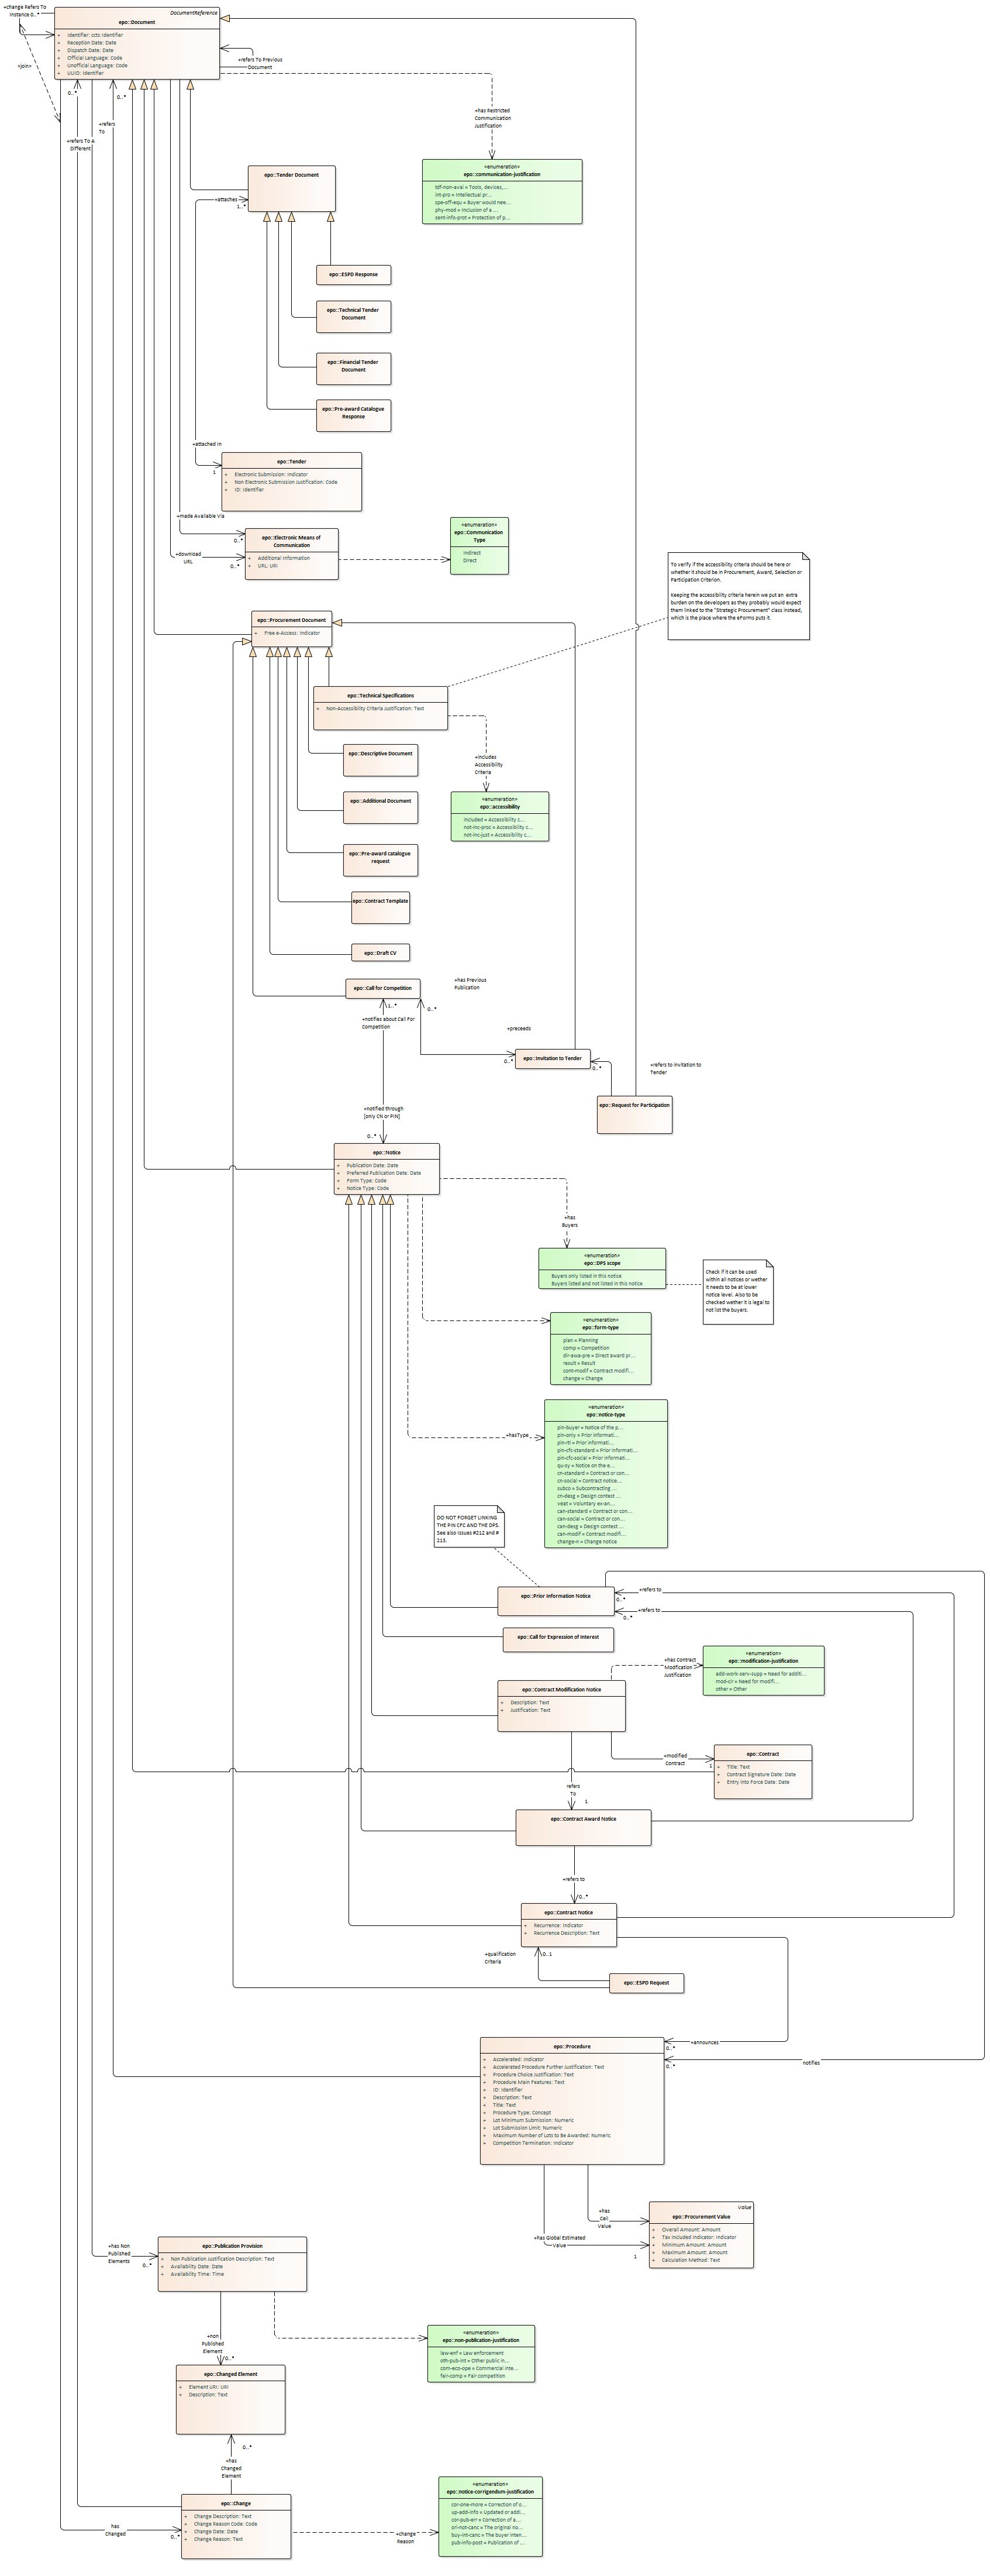 +change Refers To
Instance 0..*
«join»
DocumentReference
epo::Document
+ Identifier: ccts:Identifier
+ Reception Date: Date
+ Dispatch Date: Date
+ Official Language: Code
+ Unofficial Language: Code
+ UUID: Identifier
+refers To Previous
Document
0..*
0..*
+refers
To
+refers To A
Different
+has Restricted
Communication
Justification
«enumeration»
epo::communication-justification
tdf-non-avail = Tools, devices,...
Int-pro = Intellectual pr...
spe-off-equ = Buyer would nee...
phy-mod = Inclusion of a ...
sent-info-prot = Protection of p...
epo::Tender Document
+attaches
1..*
epo::ESPD Response
epo::Technical Tender
Document
epo::Financial Tender
Document
epo::Pre-award Catalogue
Response
+attached in
1
epo::Tender
+ Electronic Submission: Indicator
+ Non Electronic Submission Justification: Code
+ ID: Identifier
+made Available Via
0..*
+download
URL
0..*
epo::Electronic Means of
Communication
+ Additional Information
+ URL: URI
«enumeration»
epo::Communication
Type
Indirect
Direct
To verify if the accessibility criteria should be here or
whether it should be in Procurement, Award, Selection or
Participation Criterion.
Keeping the accessibility criteria herein we put an extra
burden on the developers as they probably would expect
them linked to the "Strategic Procurement" class instead,
which is the place where the eForms puts it.
epo::Procurement Document
+ Free e-Access: Indicator
epo::Technical Specifications
+ Non-Accessibility Criteria Justification: Text
epo::Descriptive Document
+includes
Accessibility
Criteria
«enumeration»
epo::accessibility
included = Accessibility c...
not-inc-proc = Accessibility c...
not-inc-just = Accessibility c...
epo::Additional Document
epo::Pre-award catalogue
request
epo::Contract Template
epo::Draft CV
epo::Call for Competition
+has Previous
Publication
1..*
0..*
+notifies about Call For
Competition
+preceeds
0..*
epo::Invitation to Tender
0..*
+refers to Invitation to
Tender
epo::Request for Participation
+notified through
[only CN or PIN]
0..*
epo::Notice
+ Publication Date: Date
+ Preferred Publication Date: Date
+ Form Type: Code
+ Notice Type: Code
+has
Buyers
«enumeration»
epo::DPS scope
Buyers only listed in this notice
Buyers listed and not listed in this notice
Check if it can be used
within all notices or wether
it needs to be at lower
notice level. Also to be
checked wether it is legal to
not list the buyers.
«enumeration»
epo::form-type
plan = Planning
comp = Competition
dir-awa-pre = Direct award pr...
result = Result
cont-modif = Contract modifi...
change = Change
+hasType
«enumeration»
epo::notice-type
pin-buyer = Notice of the p...
pin-only = Prior informati...
pin-rtl = Prior informati...
pin-cfc-standard = Prior informati...
pin-cfc-social = Prior informati...
qu-sy = Notice on the e...
cn-standard = Contract or con...
cn-social = Contract notice...
subco = Subcontracting ...
cn-desg = Design contest ...
veat = Voluntary ex-an...
can-standard = Contract or con...
can-social = Contract or con...
can-desg = Design contest ...
can-modif = Contract modifi...
change-n = Change notice
DO NOT FORGET LINKING
THE PIN CFC AND THE DPS.
See also issues #212 and #
213.
epo::Prior Information Notice
+refers to
0..*
+refers to
0..*
epo::Call for Expression of Interest
+has Contract
Modfication
Justification
«enumeration»
epo::modification-justification
add-work-serv-supp = Need for additi...
mod-cir = Need for modifi...
other = Other
epo::Contract Modification Notice
+ Description: Text
+ Justification: Text
+modified
Contract
1
epo::Contract
+ Title: Text
+ Contract Signature Date: Date
+ Entry Into Force Date: Date
refers
To
1
epo::Contract Award Notice
+refers to
0..*
epo::Contract Notice
+ Recurrence: Indicator
+ Recurrence Description: Text
+qualification
Criteria
0..1
epo::ESPD Request
epo::Procedure
+ Accelerated: Indicator
+ Accelerated Procedure Further Justification: Text
+ Procedure Choice Justification: Text
+ Procedure Main Features: Text
+ ID: Identifier
+ Description: Text
+ Title: Text
+ Procedure Type: Concept
+ Lot Minimum Submission: Numeric
+ Lot Submission Limit: Numeric
+ Maximum Number of Lots to Be Awarded: Numeric
+ Competition Termination: Indicator
+announces
0..*
notifies
0..*
+has
Ceil
Value
+has Global Estimated
Value
1
Value
epo::Procurement Value
+ Overall Amount: Amount
+ Tax Included Indicator: Indicator
+ Minimum Amount: Amount
+ Maximum Amount: Amount
+ Calculation Method: Text
+has Non
Published
Elements
0..*
epo::Publication Provision
+ Non Publication Justification Description: Text
+ Availability Date: Date
+ Availability Time: Time
+non
Published
Element
0..*
«enumeration»
epo::non-publication-justification
law-enf = Law enforcement
oth-pub-int = Other public in...
com-eco-ope = Commercial inte...
fair-comp = Fair competition
epo::Changed Element
+ Element URI: URI
+ Description: Text
0..*
+has
Changed
Element
epo::Change
+ Change Description: Text
+ Change Reason Code: Code
+ Change Date: Date
+ Change Reason: Text
has
Changed
0..*
+change
Reason
«enumeration»
epo::notice-corrigendum-justification
cor-one-more = Correction of o...
up-add-info = Updated or addi...
cor-pub-err = Correction of a...
ori-not-canc = The original no...
buy-int-canc = The buyer inten...
pub-info-post = Publication of ...